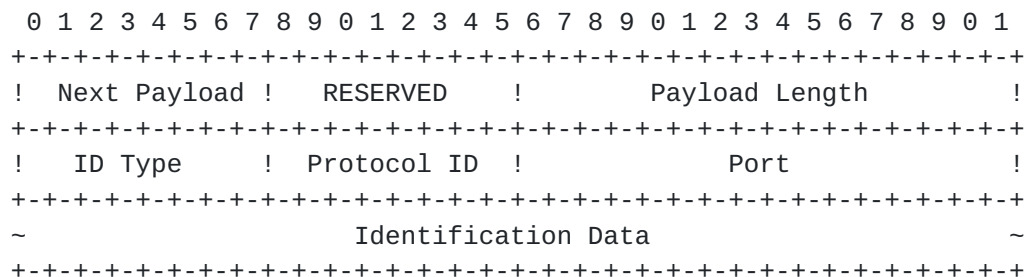 0 1 2 3 4 5 6 7 8 9 0 1 2 3 4 5 6 7 8 9 0 1 2 3 4 5 6 7 8 9 0 1
+-+-+-+-+-+-+-+-+-+-+-+-+-+-+-+-+-+-+-+-+-+-+-+-+-+-+-+-+-+-+-+-+
! Next Payload ! RESERVED ! Payload Length !
+-+-+-+-+-+-+-+-+-+-+-+-+-+-+-+-+-+-+-+-+-+-+-+-+-+-+-+-+-+-+-+-+
! ID Type ! Protocol ID ! Port !
+-+-+-+-+-+-+-+-+-+-+-+-+-+-+-+-+-+-+-+-+-+-+-+-+-+-+-+-+-+-+-+-+
~ Identification Data ~
+-+-+-+-+-+-+-+-+-+-+-+-+-+-+-+-+-+-+-+-+-+-+-+-+-+-+-+-+-+-+-+-+